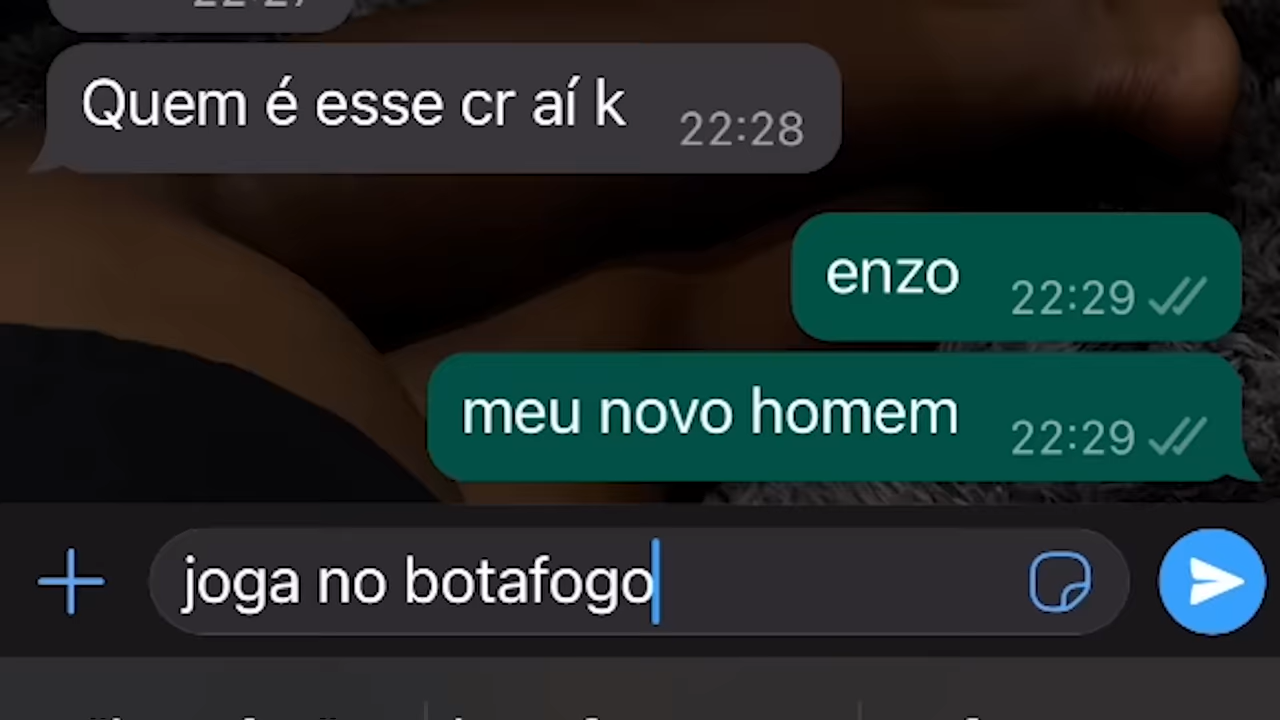 Quem é esse cr aí k 22:28
enzo 22:29
meu novo homem 22:29
joga no botafogo